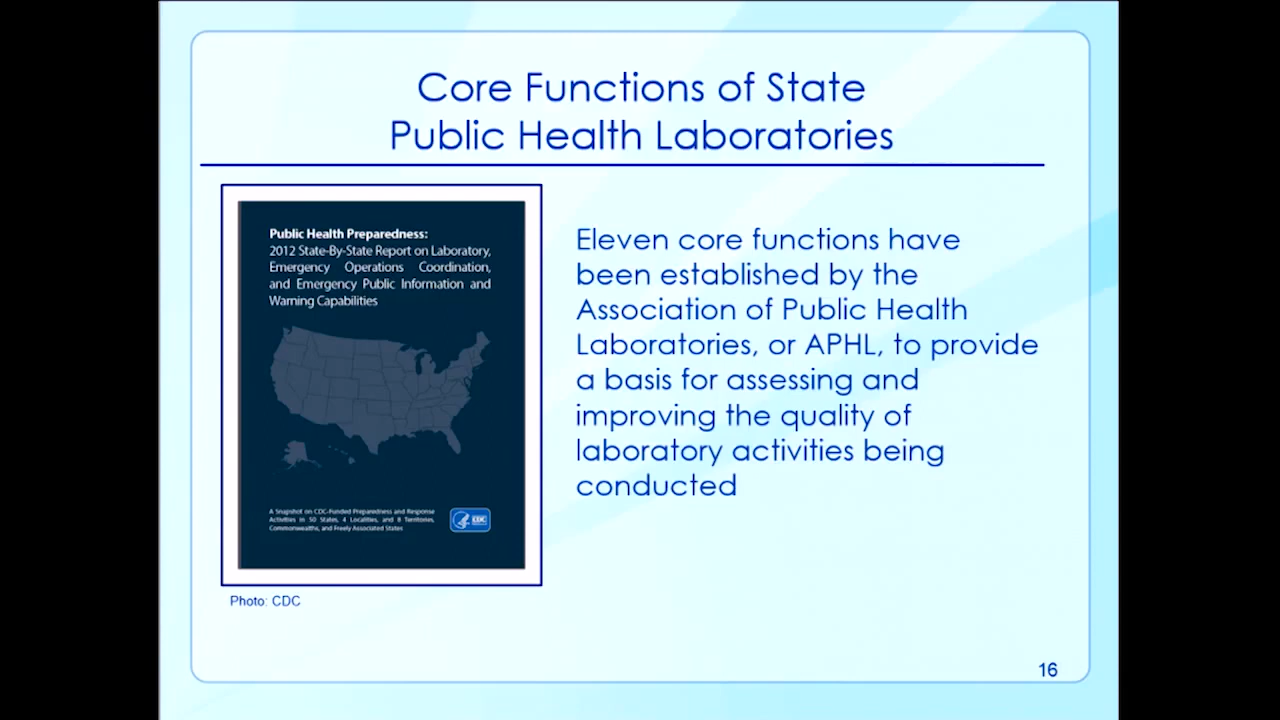 Core Functions of State
Public Health Laboratories
Public Health Preparedness:
2012 State-By-State Report on Laboratory,
Emergency Operations Coordination,
and Emergency Public Information and
Warning Capabilities
A Snapshot on CDC-Funded Preparedness and Response
Activities in 50 States, 4 Localities, and 8 Territories,
Commonwealths, and Freely Associated States
CDC
Photo: CDC
Eleven core functions have
been established by the
Association of Public Health
Laboratories, or APHL, to provide
a basis for assessing and
improving the quality of
laboratory activities being
conducted
16